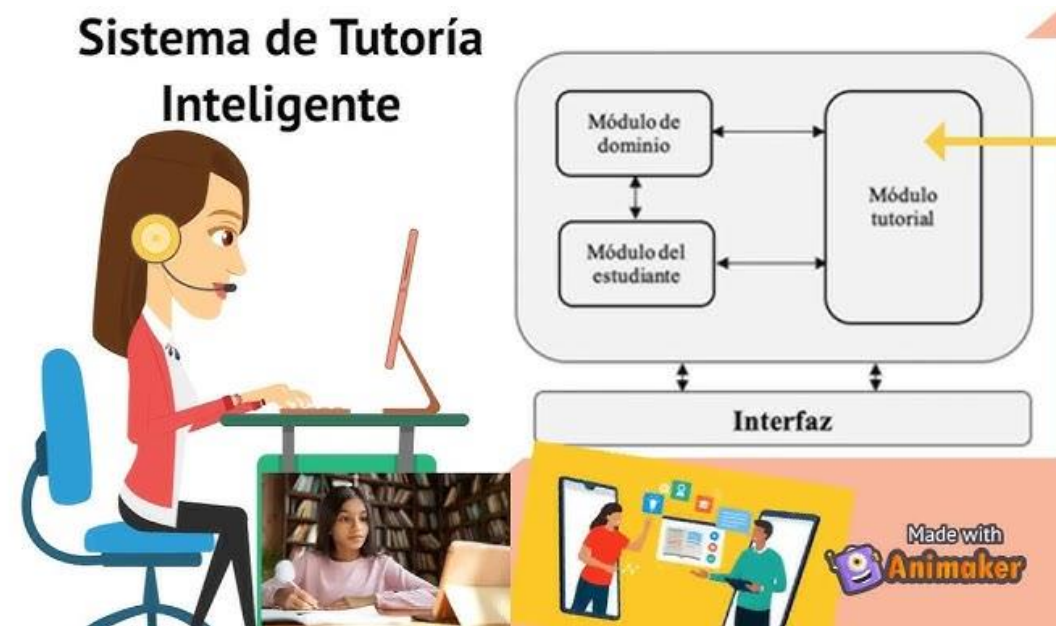 Sistema de Tutoría
Inteligente
Módulo de
dominio
Módulo del
estudiante
Módulo
tutorial
Interfaz
Made with
Animaker